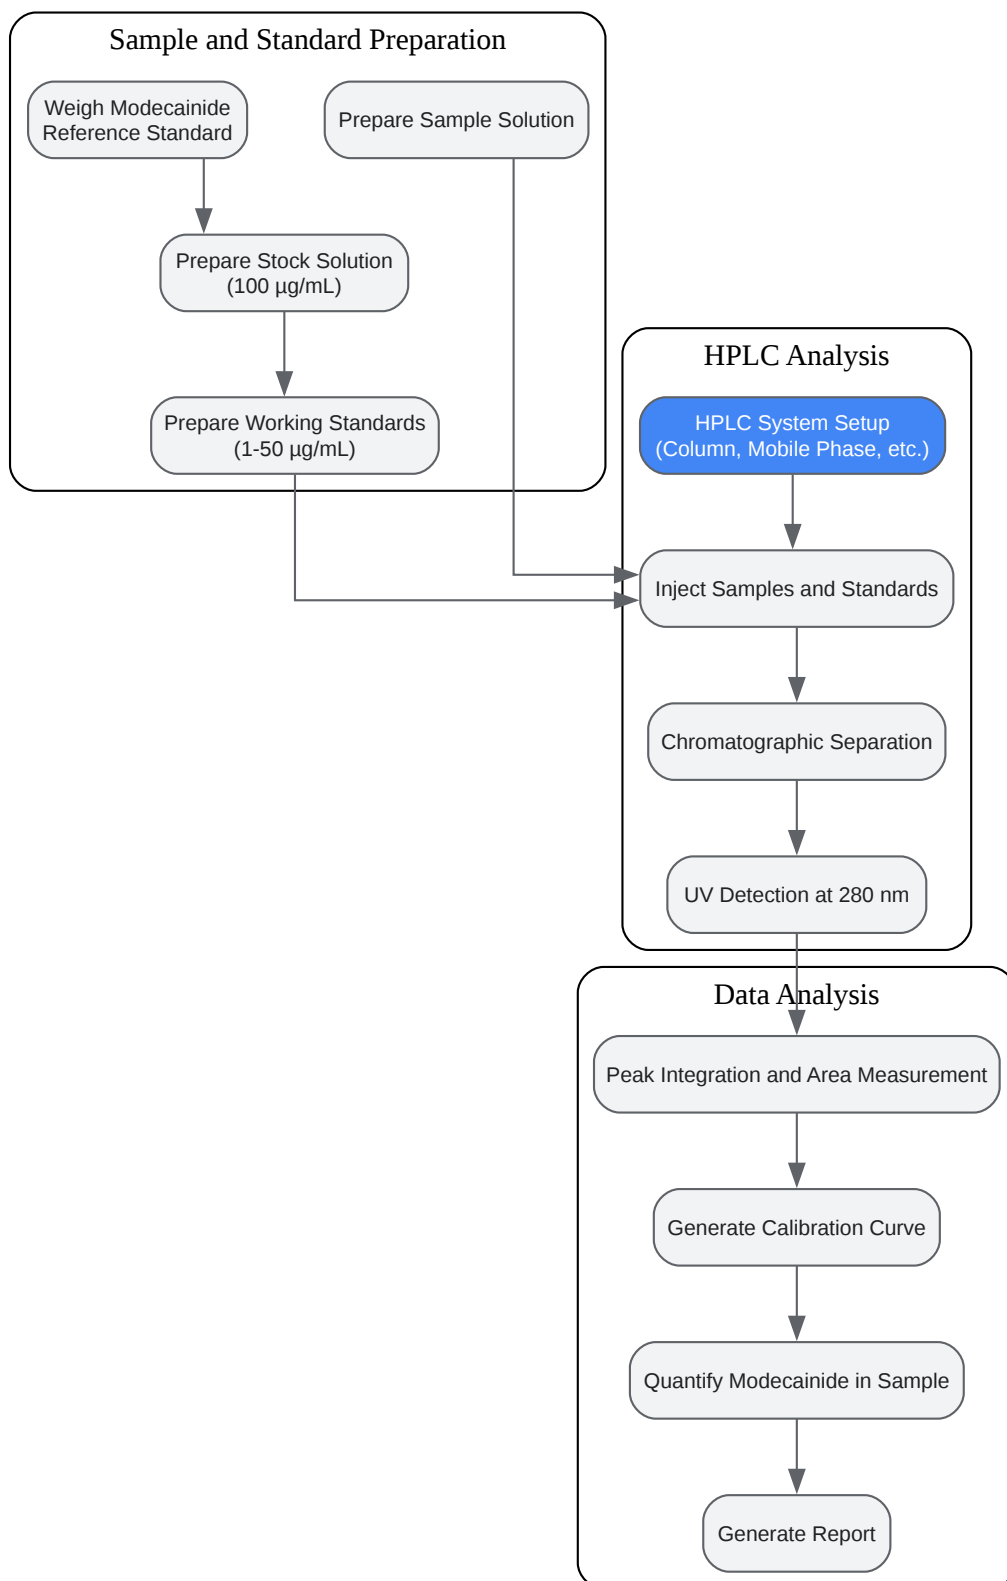 Sample and Standard Preparation
Weigh Modecainide
Reference Standard
Prepare Sample Solution
Prepare Stock Solution
(100 µg/mL)
Prepare Working Standards
(1-50 µg/mL)
HPLC Analysis
HPLC System Setup
(Column, Mobile Phase, etc.)
Inject Samples and Standards
Chromatographic Separation
UV Detection at 280 nm
Data Analysis
Peak Integration and Area Measurement
Generate Calibration Curve
Quantify Modecainide in Sample
Generate Report